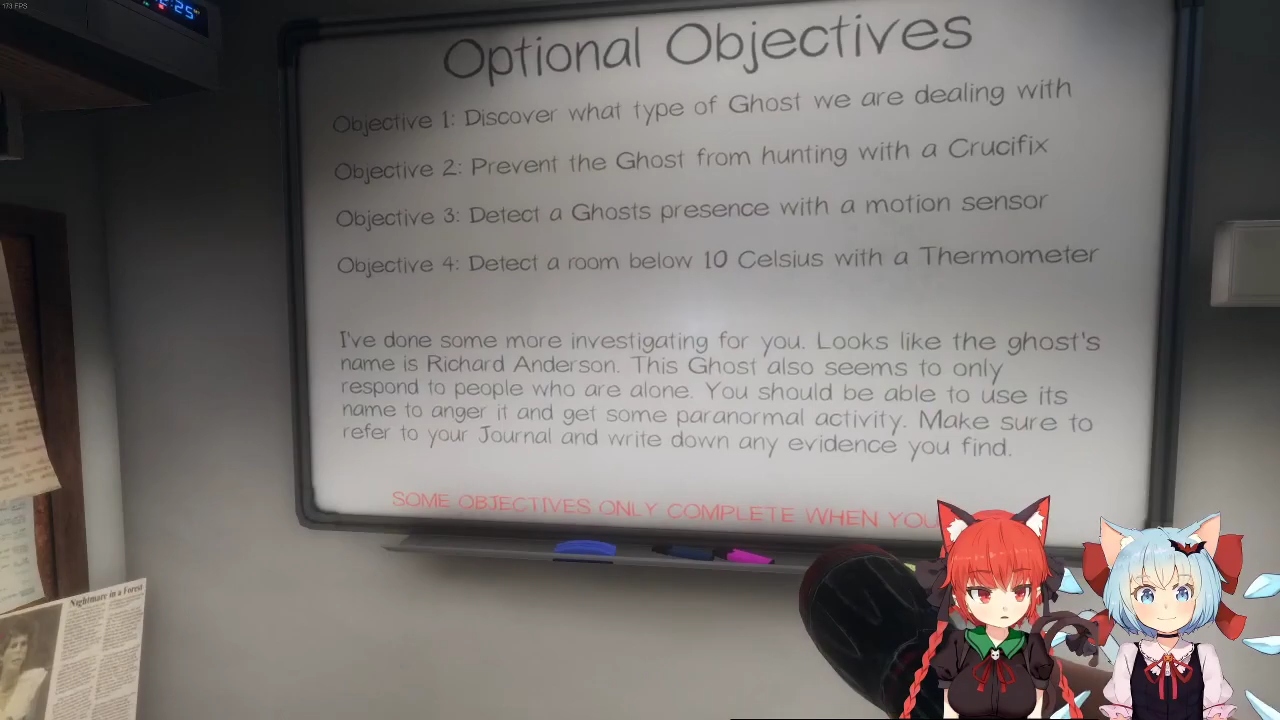 173 FPS
:25
Optional Objectives
Objective 1: Discover what type of Ghost we are dealing with
Objective 2: Prevent the Ghost from hunting with a Crucifix
Objective 3: Detect a Ghosts presence with a motion sensor
Objective 4: Detect a room below 10 Celsius with a Thermometer
I've done some more investigating for you. Looks like the ghost's
name is Richard Anderson. This Ghost also seems to only
respond to people who are alone. You should be able to use its
name to anger it and get some paranormal activity. Make sure to
refer to your Journal and write down any evidence you find.
SOME OBJECTIVES ONLY COMPLETE WHEN YOU
Nightmare in a Forest